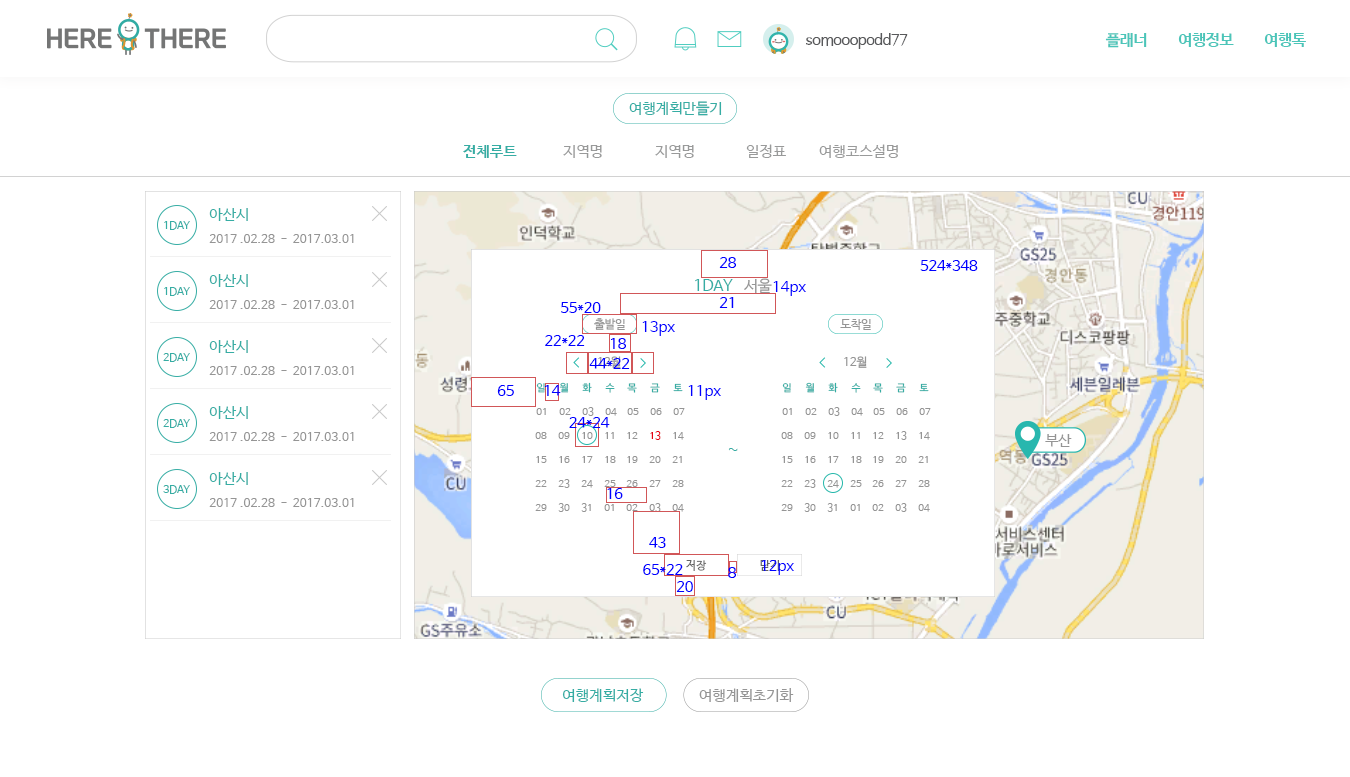 HERE THERE
somooopodd77
플래너 여행정보 여행톡
여행계획만들기
전체루트 지역명 지역명 일정표 여행코스설명
1DAY 아산시
2017 .02.28 - 2017.03.01
1DAY 아산시
2017 .02.28 - 2017.03.01
2DAY 아산시
2017 .02.28 - 2017.03.01
2DAY 아산시
2017 .02.28 - 2017.03.01
3DAY 아산시
2017 .02.28 - 2017.03.01
CU
경안119
인덕학교
GS25
경안동
28
524*348
1DAY 서울 14px
21
55*20
출발일 13px
도착일
22*22 18
< 44*22 >
< 12월 >
주중학교
디스코팡팡
동
성령
세븐일레븐
65 14 11px
일 월 화 수 목 금 토
01 02 03 04 05 06 07
24*24
08 09 10 11 12 13 14
15 16 17 18 19 20 21
22 23 24 25 26 27 28
16
29 30 31 01 02 03 04
~
일 월 화 수 목 금 토
01 02 03 04 05 06 07
08 09 10 11 12 13 14
15 16 17 18 19 20 21
22 23 24 25 26 27 28
29 30 31 01 02 03 04
부산
역동
GS25
CU
43
서비스센터
바로서비스
65*22 저장 8 12px
20
CU
GS주유소
여행계획저장 여행계획초기화